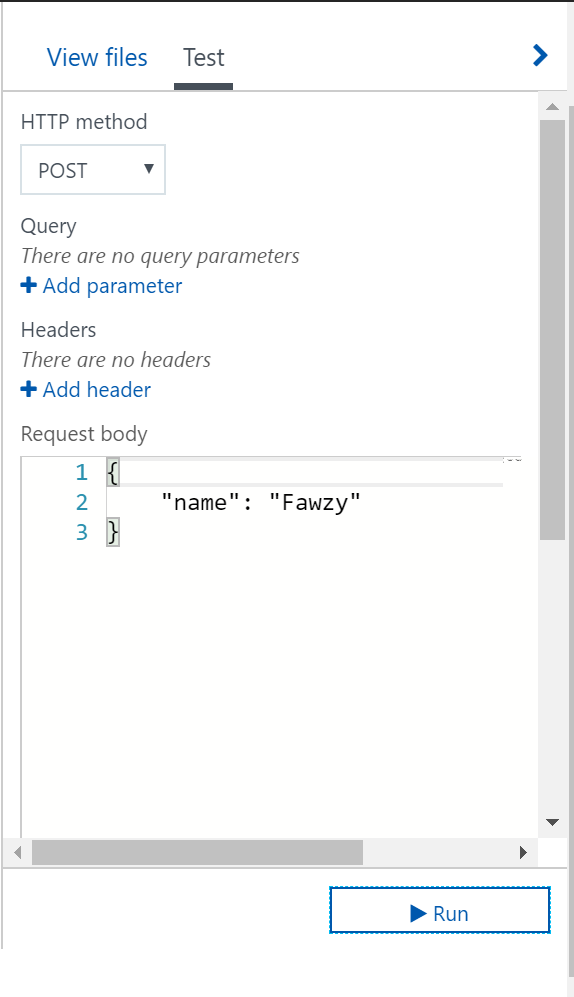 View files Test
HTTP method
POST
Query
There are no query parameters
Add parameter
Headers
There are no headers
Add header
Request body
1 {
2 "name": "Fawzy"
3 }
Run